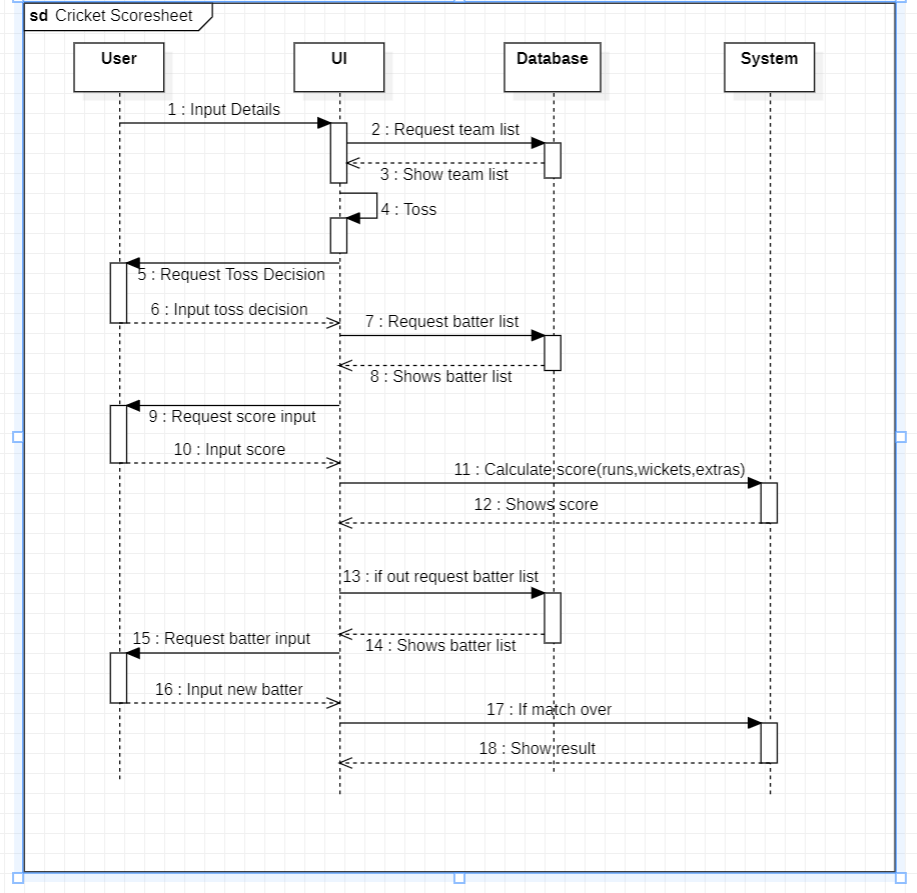 sd Cricket Scoresheet
User
UI
Database
System
1 : Input Details
2 : Request team list
3 : Show team list
4 : Toss
5 : Request Toss Decision
6 : Input toss decision
7 : Request batter list
8 : Shows batter list
9 : Request score input
10 : Input score
11 : Calculate score(runs,wickets,extras)
12 : Shows score
13 : if out request batter list
14 : Shows batter list
15 : Request batter input
16 : Input new batter
17 : If match over
18 : Show result